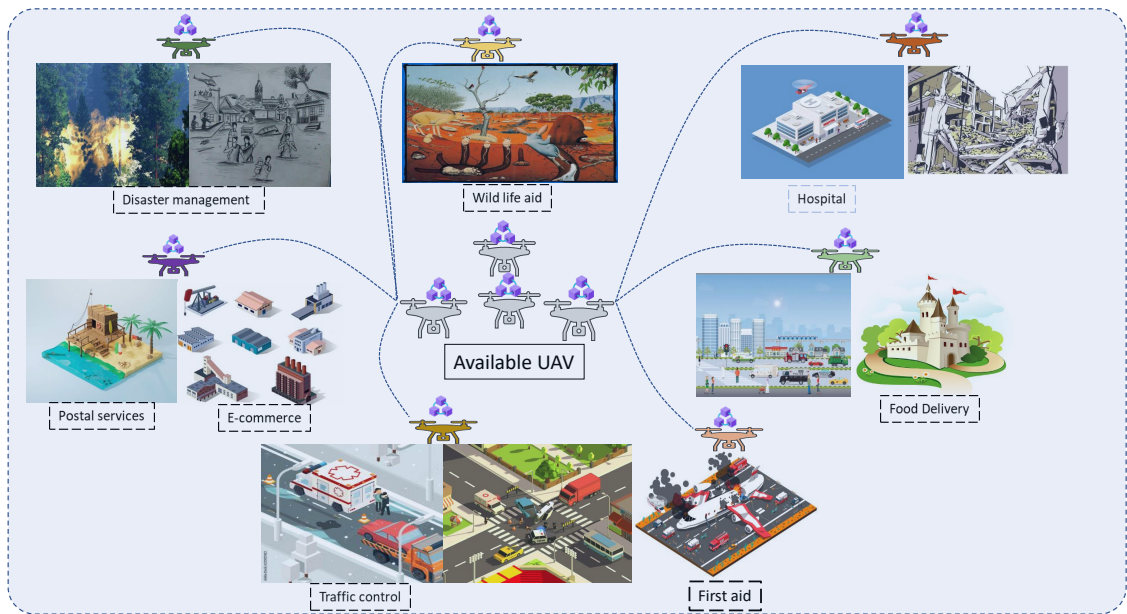 Disaster management
Wild life aid
Hospital
Available UAV
Postal services
E-commerce
Food Delivery
Traffic control
First aid